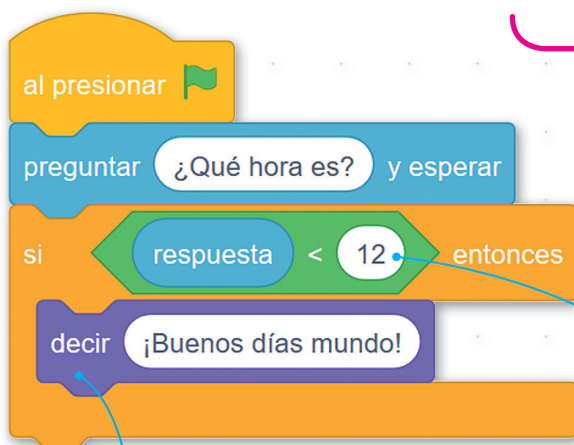 al presionar
preguntar ¿Qué hora es? y esperar
si respuesta < 12 entonces
decir ¡Buenos días mundo!